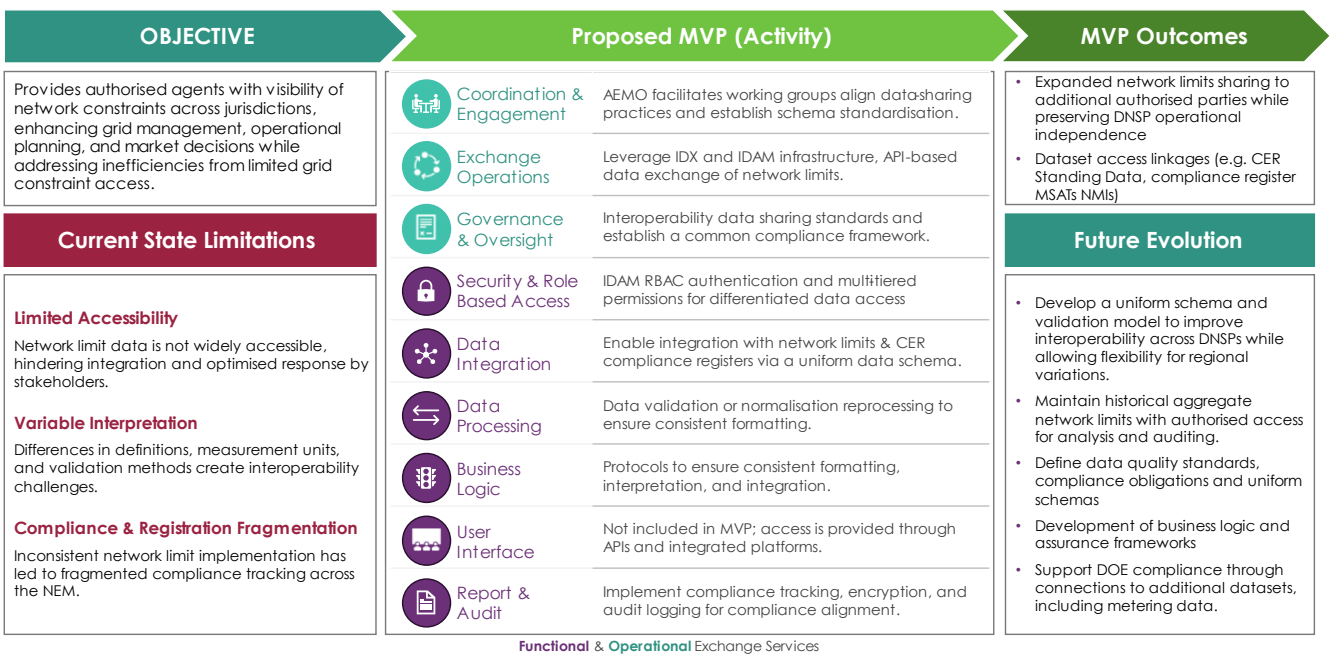 OBJECTIVE
Provides authorised agents with visibility of
network constraints across jurisdictions,
enhancing grid management, operational
planning, and market decisions while
addressing inefficiencies from limited grid
constraint access.
Current State Limitations
Limited Accessibility
Network limit data is not widely accessible,
hindering integration and optimised response by
stakeholders.
Variable Interpretation
Differences in definitions, measurement units,
and validation methods create interoperability
challenges.
Compliance & Registration Fragmentation
Inconsistent network limit implementation has
led to fragmented compliance tracking across
the NEM.
Proposed MVP (Activity)
Coordination &
Engagement
AEMO facilitates working groups align data-sharing
practices and establish schema standardisation.
Exchange
Operations
Leverage IDX and IDAM infrastructure, API-based
data exchange of network limits.
Governance
& Oversight
Interoperability data sharing standards and
establish a common compliance framework.
Security & Role
Based Access
IDAM RBAC authentication and multi-tiered
permissions for differentiated data access
Data
Integration
Enable integration with network limits & CER
compliance registers via a uniform data schema.
Data
Processing
Data validation or normalisation reprocessing to
ensure consistent formatting.
Business
Logic
Protocols to ensure consistent formatting,
interpretation, and integration.
User
Interface
Not included in MVP; access is provided through
APIs and integrated platforms.
Report &
Audit
Implement compliance tracking, encryption, and
audit logging for compliance alignment.
MVP Outcomes
• Expanded network limits sharing to
additional authorised parties while
preserving DNSP operational
independence
• Dataset access linkages (e.g. CER
Standing Data, compliance register
MSATs NMIs)
Future Evolution
• Develop a uniform schema and
validation model to improve
interoperability across DNSPs while
allowing flexibility for regional
variations.
• Maintain historical aggregate
network limits with authorised access
for analysis and auditing.
• Define data quality standards,
compliance obligations and uniform
schemas
• Development of business logic and
assurance frameworks
• Support DOE compliance through
connections to additional datasets,
including metering data.
Functional & Operational Exchange Services